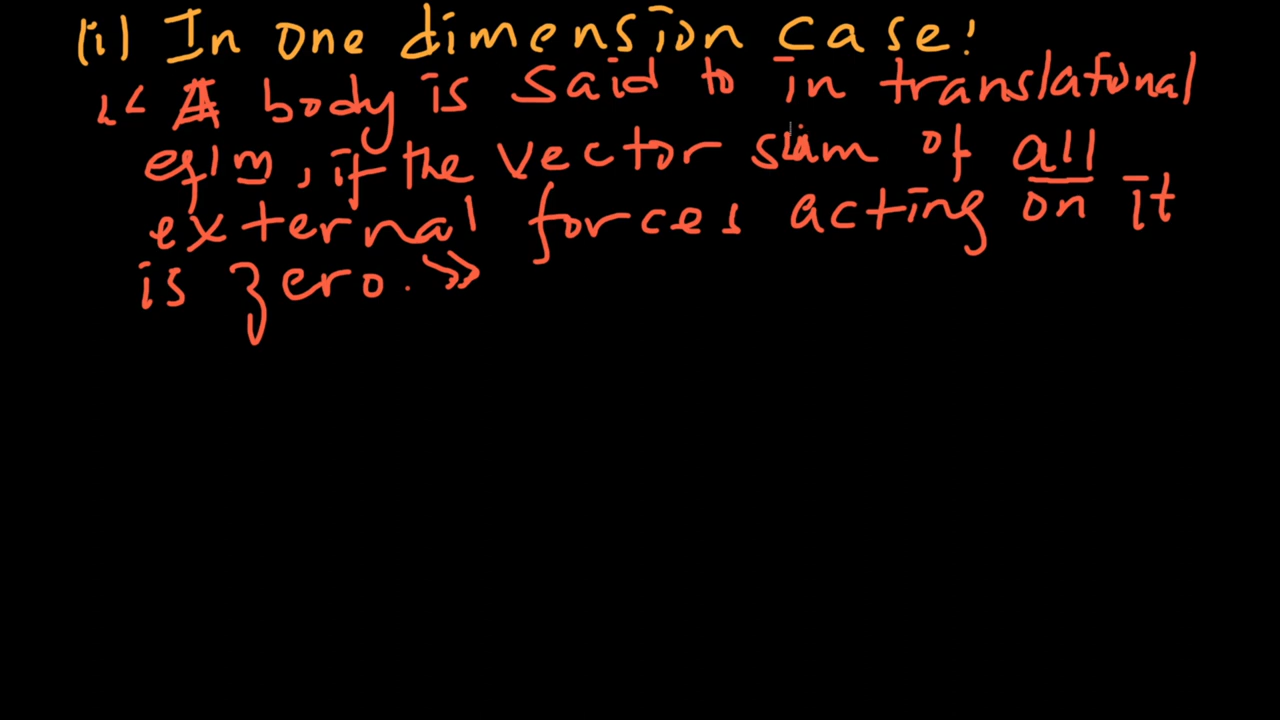 (i) In one dimension case:
<< A body is said to in translational
eqlm, if the vector sum of all
external forces acting on it
is zero. >>